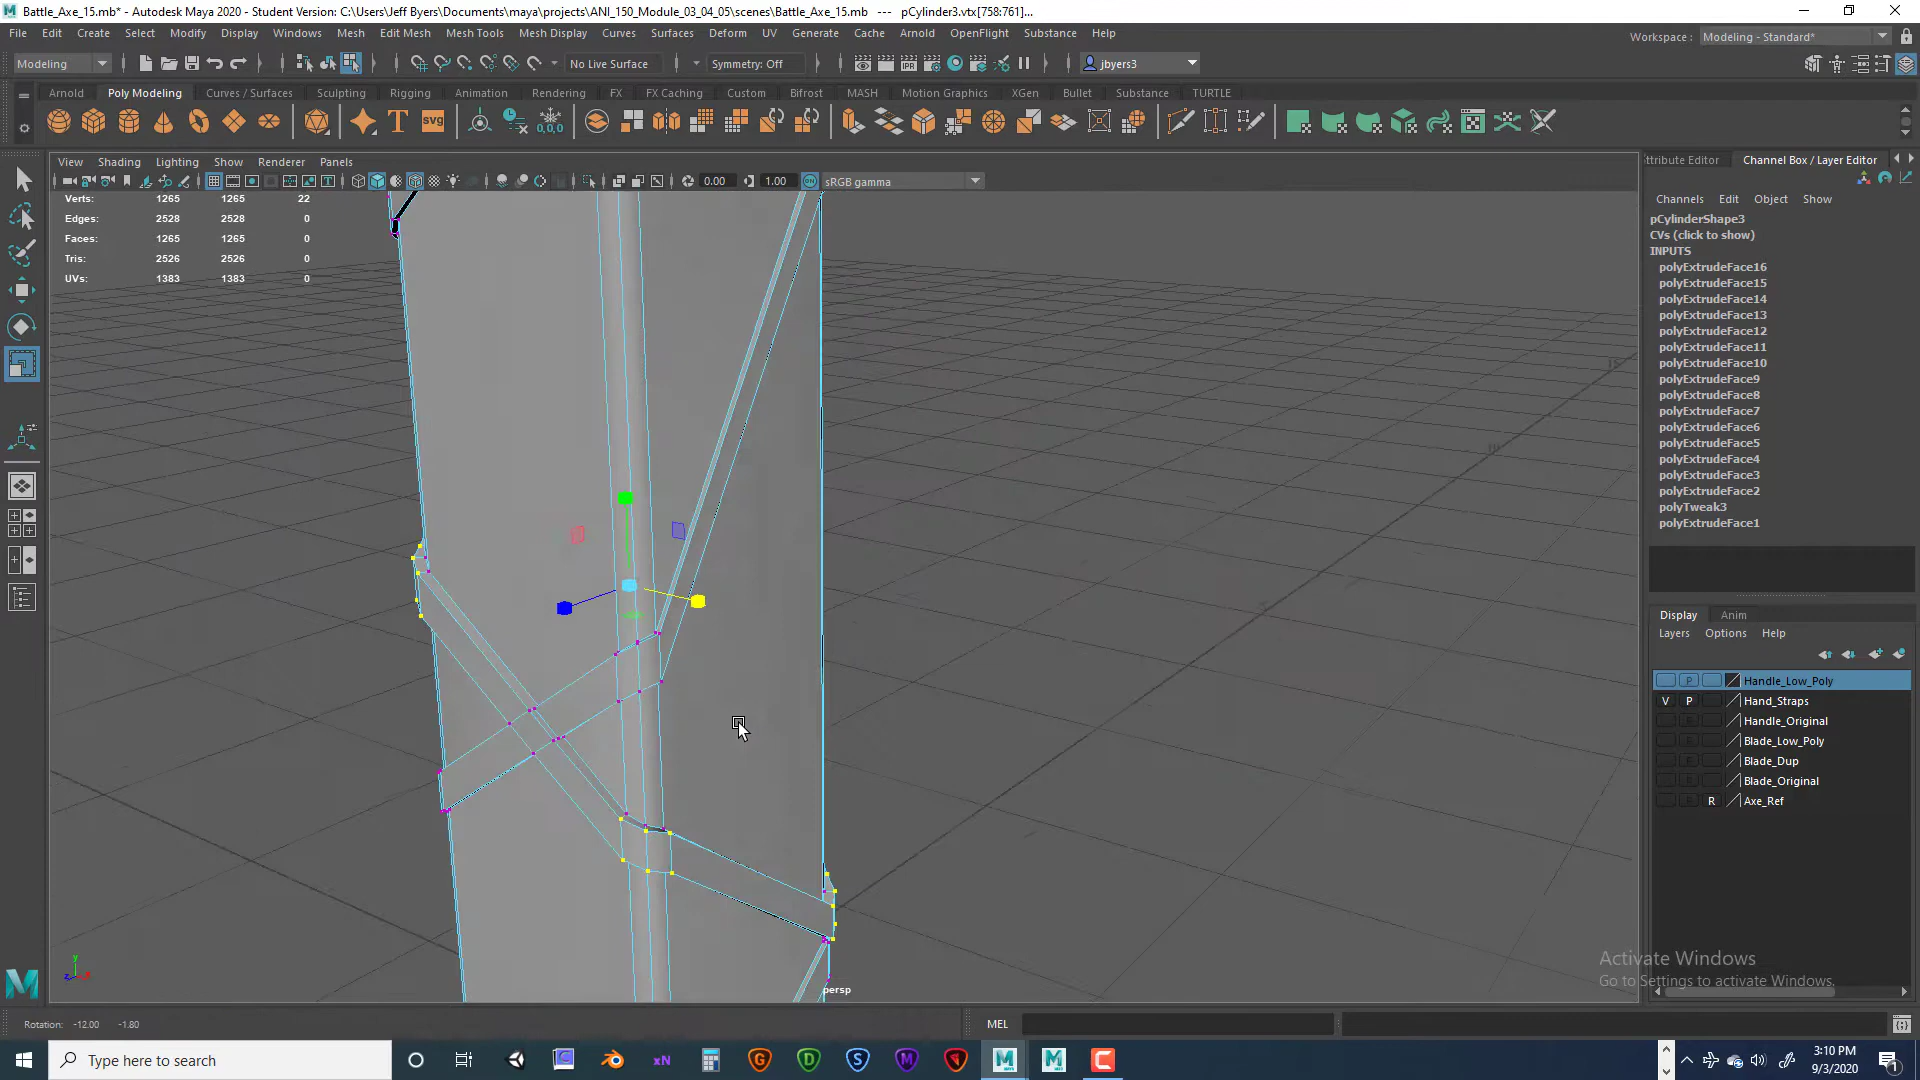 Battle_Axe_15.mb* - Autodesk Maya 2020 - Student Version: C:\Users\Jeff Byers\Documents\maya\projects\ANI_150_Module_03_04_05\scenes\Battle_Axe_15.mb --- pCylinder3.vtx[758:761]...
File Edit Create Select Modify Display Windows Mesh Edit Mesh Mesh Tools Mesh Display Curves Surfaces Deform UV Generate Cache Arnold OpenFlight Substance Help
Workspace : Modeling - Standard*
Modeling No Live Surface Symmetry: Off jbyers3
Arnold Poly Modeling Curves / Surfaces Sculpting Rigging Animation Rendering FX FX Caching Custom Bifrost MASH Motion Graphics XGen Bullet Substance TURTLE
View Shading Lighting Show Renderer Panels
ttribute Editor Channel Box / Layer Editor
0.00 1.00 sRGB gamma
Channels Edit Object Show
Verts: 1265 1265 22
Edges: 2528 2528 0
Faces: 1265 1265 0
Tris: 2526 2526 0
UVs: 1383 1383 0
pCylinderShape3
CVs (click to show)
INPUTS
polyExtrudeFace16
polyExtrudeFace15
polyExtrudeFace14
polyExtrudeFace13
polyExtrudeFace12
polyExtrudeFace11
polyExtrudeFace10
polyExtrudeFace9
polyExtrudeFace8
polyExtrudeFace7
polyExtrudeFace6
polyExtrudeFace5
polyExtrudeFace4
polyExtrudeFace3
polyExtrudeFace2
polyTweak3
polyExtrudeFace1
Display Anim
Layers Options Help
P Handle_Low_Poly
V P Hand_Straps
P Handle_Original
P Blade_Low_Poly
P Blade_Dup
P Blade_Original
R Axe_Ref
y
z x
persp
Activate Windows
Go to Settings to activate Windows.
Rotation: -12.00 -1.80
MEL
Type here to search
3:10 PM
9/3/2020